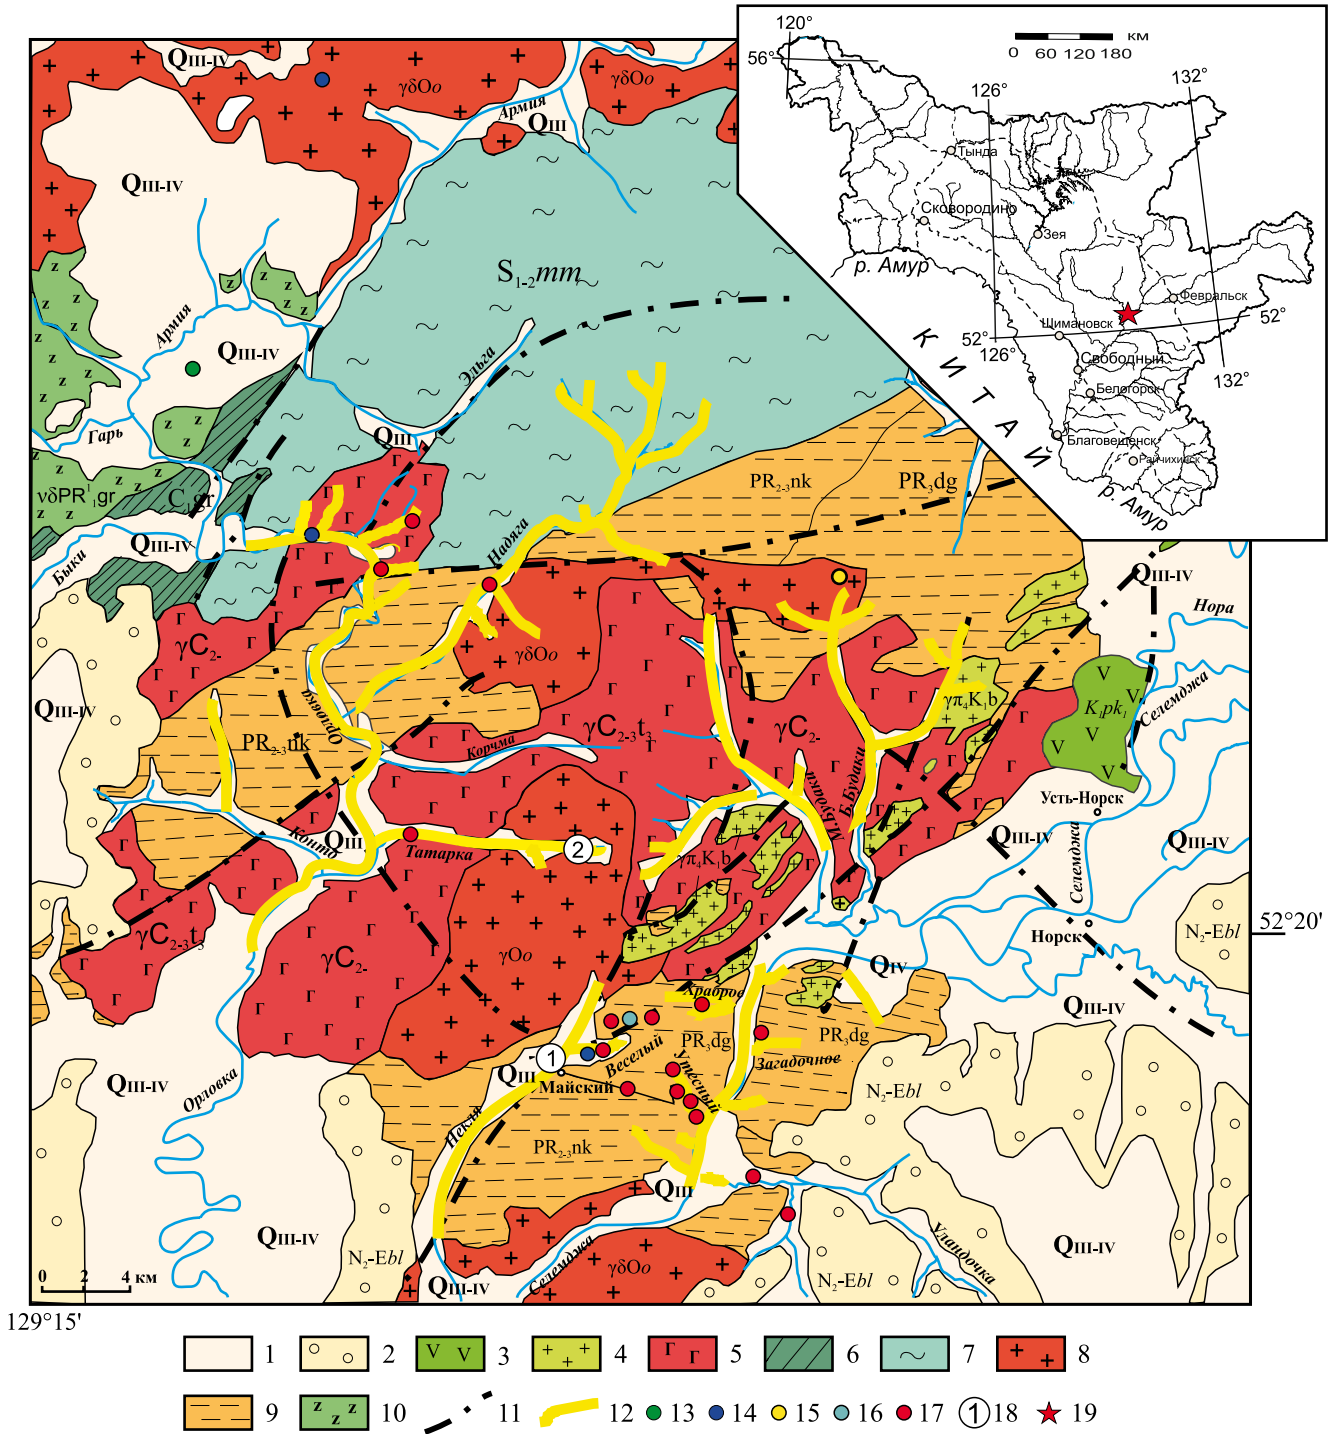 120°
км
0 60 120 180
56°
126°
132°
Тында
Сковородино
Зея
р. Амур
Февральск
Шимановск
52°
52°
126°
132°
Свободный
Белогорск
Благовещенск
Райчихинск
КИТАЙ
р. Амур
QIII-IV
γδOo
γδOo
Армия
QIII
QIII-IV
S1-2mm
Армия
QIII-IV
Эльга
Гарь
QIII
PR2-3nk
PR3dg
νδPR11gr
C1gr
QIII-IV
Быки
Надяга
QIII-IV
Нора
γC2-
γδOo
Орловка
QIII-IV
Селемджа
γπ4K1b
K1pk1
PR2-3nk
γC2-3t3
γC2-
Корчма
М.Будаки
Б.Будаки
Усть-Норск
QIII
Конто
Татарка
2
QIII-IV
QIII-IV
γπ4K1b
Селемджа
γC2-3t3
γC2-
γOo
Норск
N2-Ebl
52°20'
QIV
QIII-IV
Храброе
PR3dg
PR3dg
Загадочное
1
Веселый
Утёсный
QIII
Майский
QIII-IV
Орловка
N2-Ebl
Некля
PR2-3nk
QIII
QIII-IV
N2-Ebl
Селемджа
γδOo
N2-Ebl
Уландочка
QIII-IV
QIII-IV
0 2 4 км
129°15'
1 2 3 4 5 6 7 8
9 10 11 12 13 14 15 16 17 1 18 19